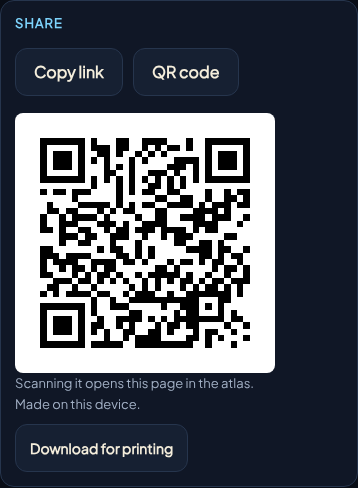 SHARE
Copy link
QR code
Scanning it opens this page in the atlas.
Made on this device.
Download for printing